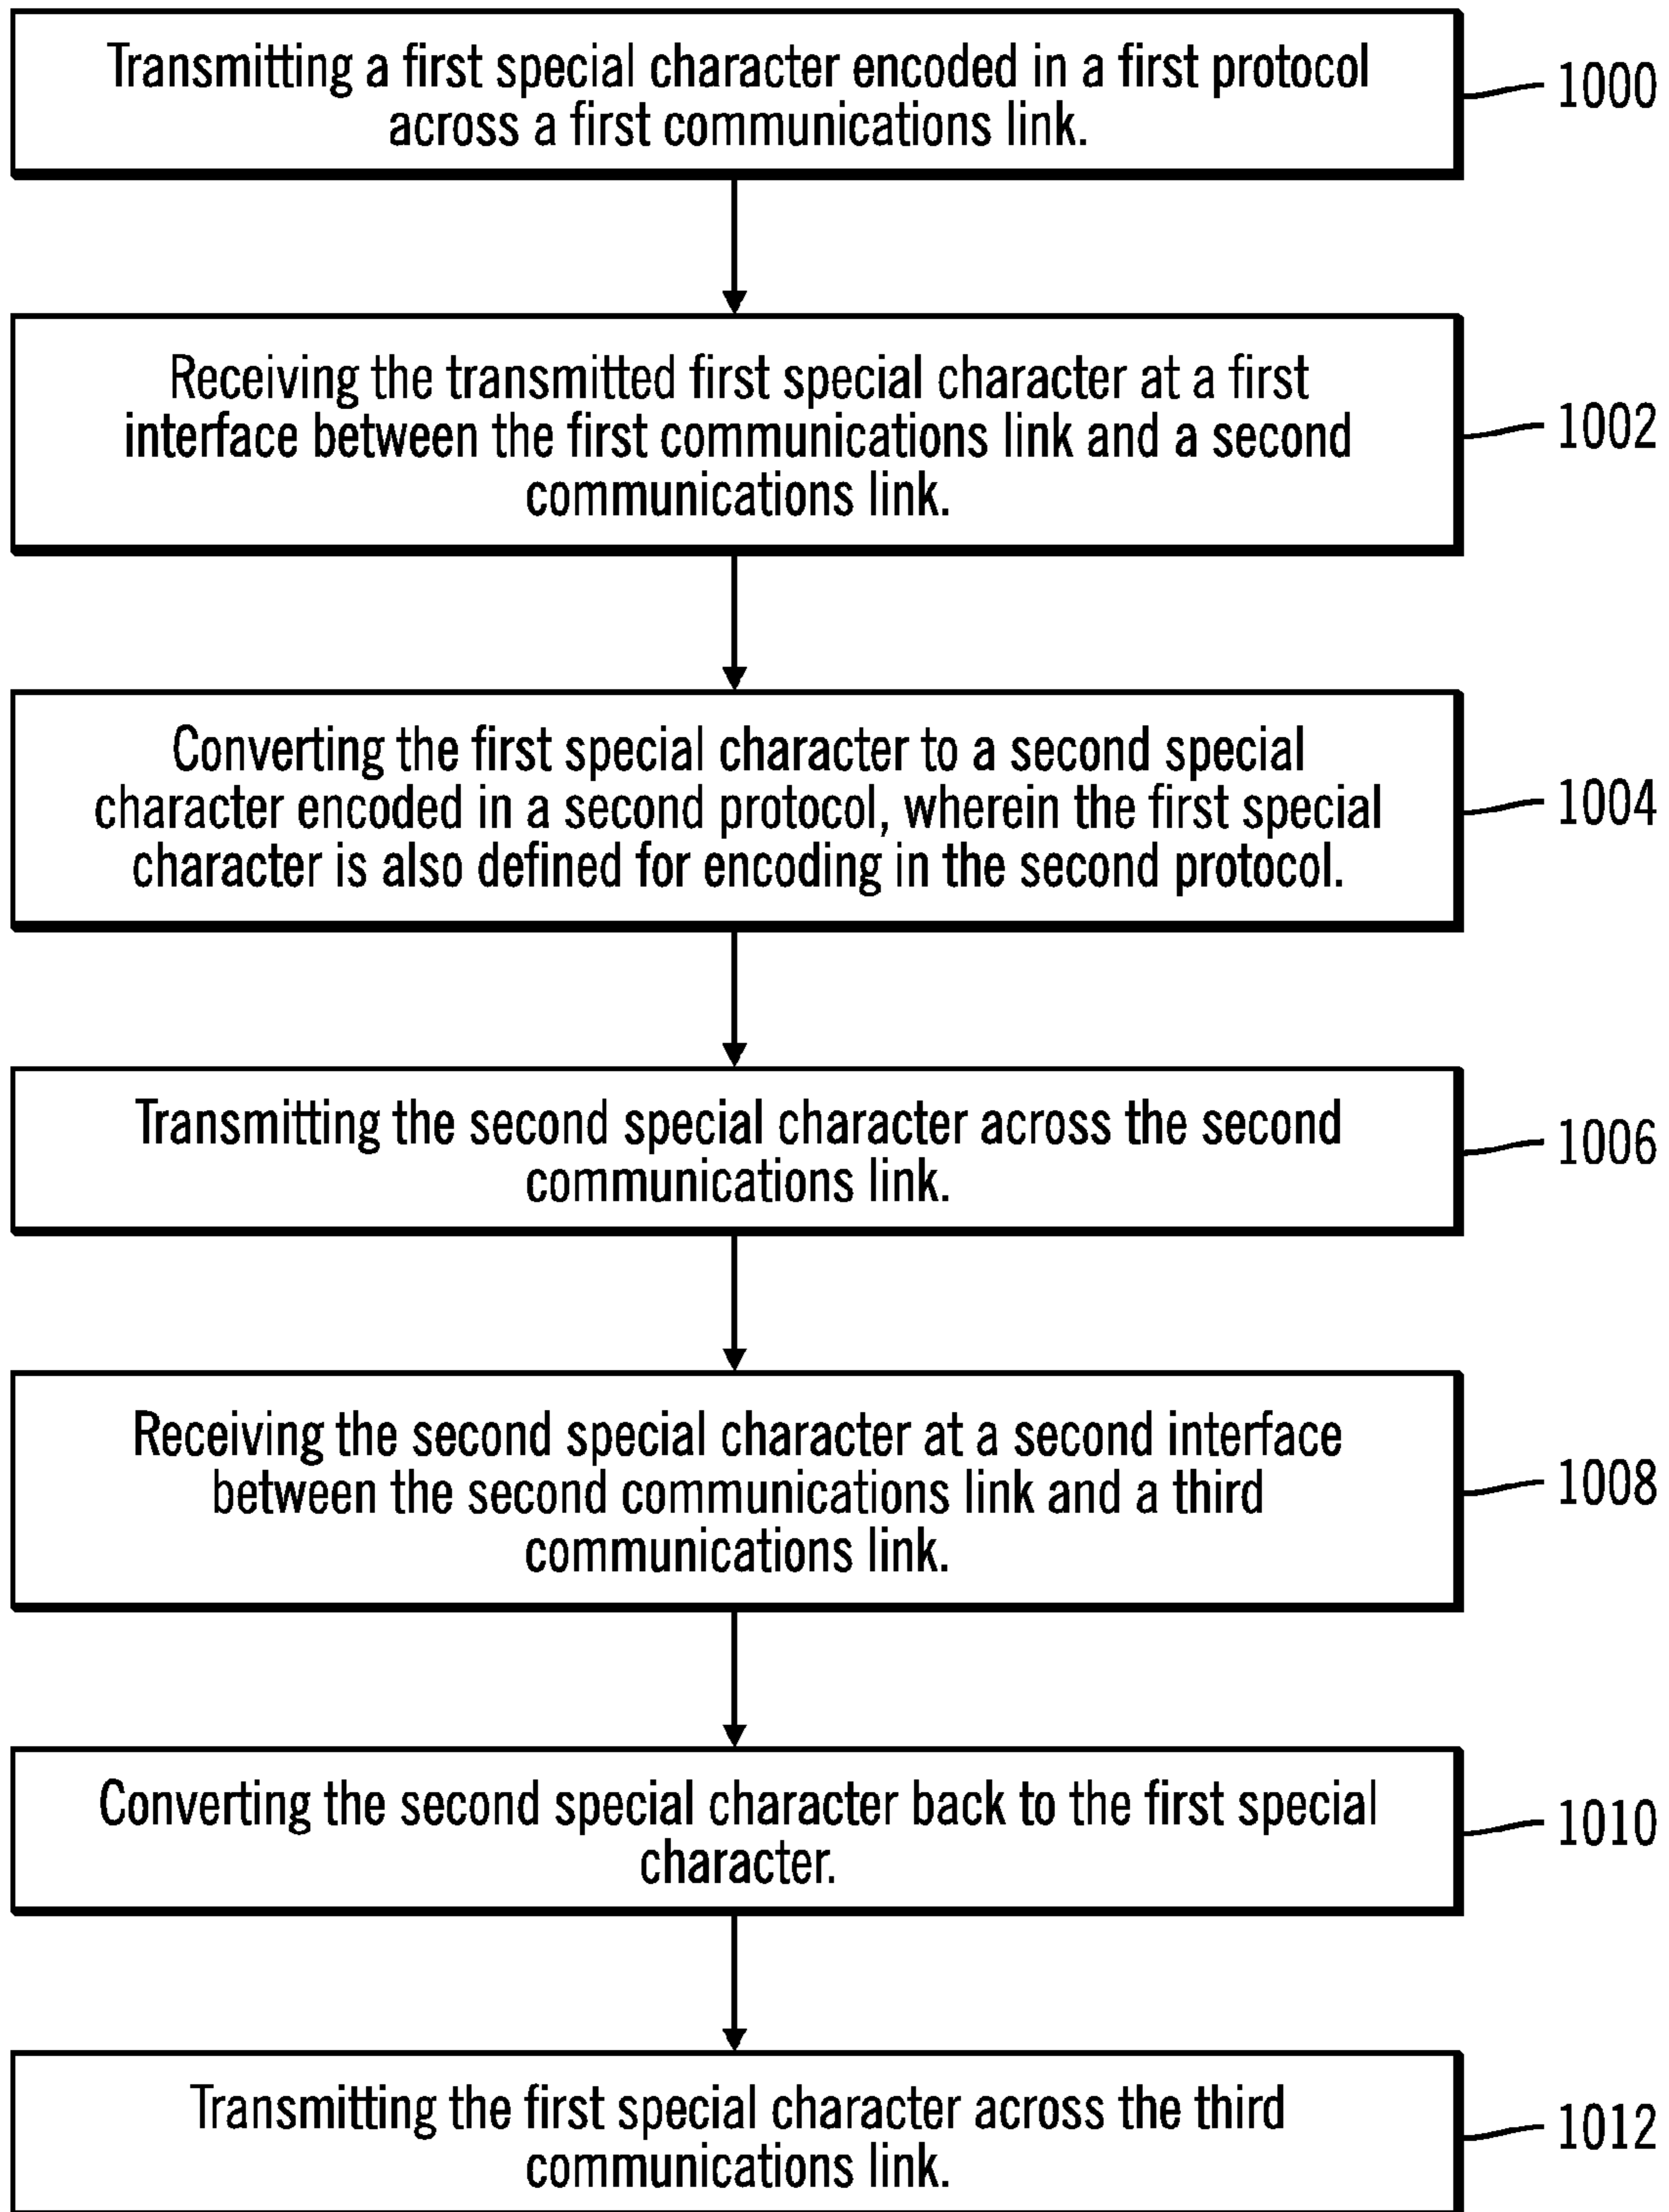 Transmitting a first special character encoded in a first protocol
across a first communications link.
1000
Receiving the transmitted first special character at a first
interface between the first communications link and a second
communications link.
1002
Converting the first special character to a second special
character encoded in a second protocol, wherein the first special
character is also defined for encoding in the second protocol.
1004
Transmitting the second special character across the second
communications link.
1006
Receiving the second special character at a second interface
between the second communications link and a third
communications link.
1008
Converting the second special character back to the first special
character.
1010
Transmitting the first special character across the third
communications link.
1012